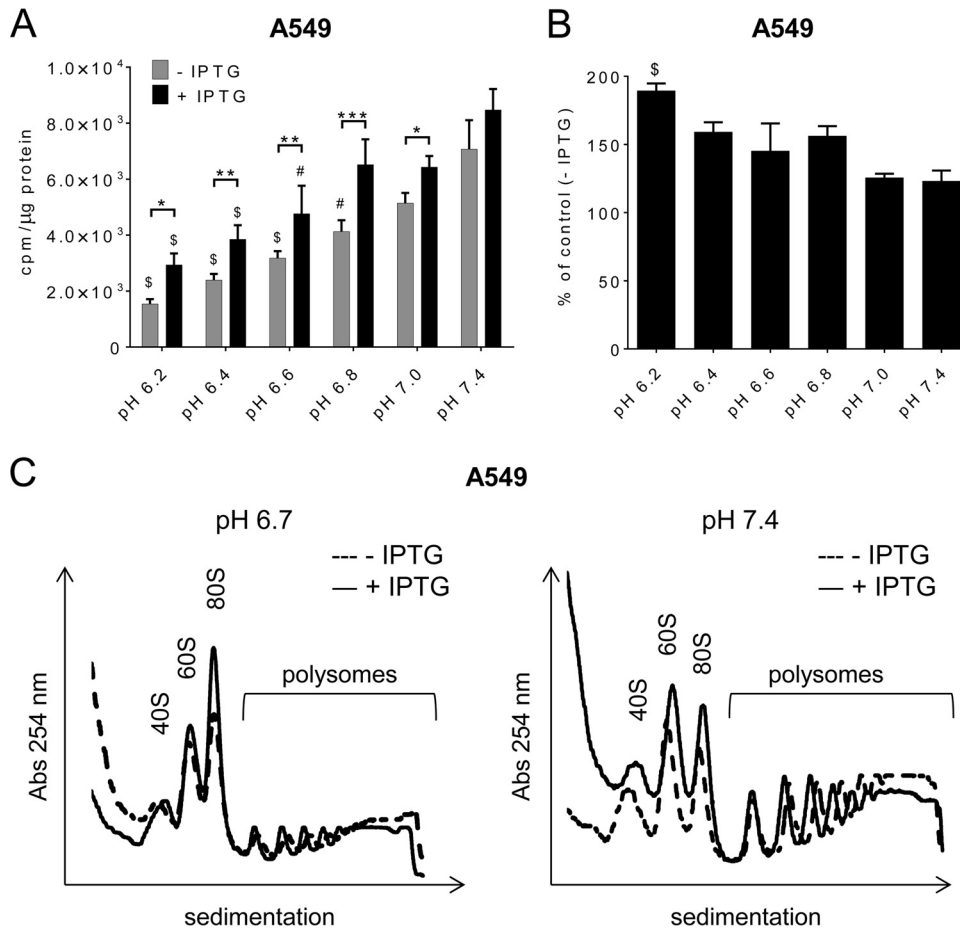 A
A549
cpm/µg protein
1.0×10⁴
8.0×10³
6.0×10³
4.0×10³
2.0×10³
0
- IPTG
+ IPTG
* ** ** *** *
$ $ $ $ $ # #
pH 6.2 pH 6.4 pH 6.6 pH 6.8 pH 7.0 pH 7.4
B
A549
% of control (- IPTG)
200
150
100
50
0
$
pH 6.2 pH 6.4 pH 6.6 pH 6.8 pH 7.0 pH 7.4
C
A549
pH 6.7
- IPTG
+ IPTG
Abs 254 nm
40S
60S
80S
polysomes
sedimentation
pH 7.4
- IPTG
+ IPTG
Abs 254 nm
40S
60S
80S
polysomes
sedimentation